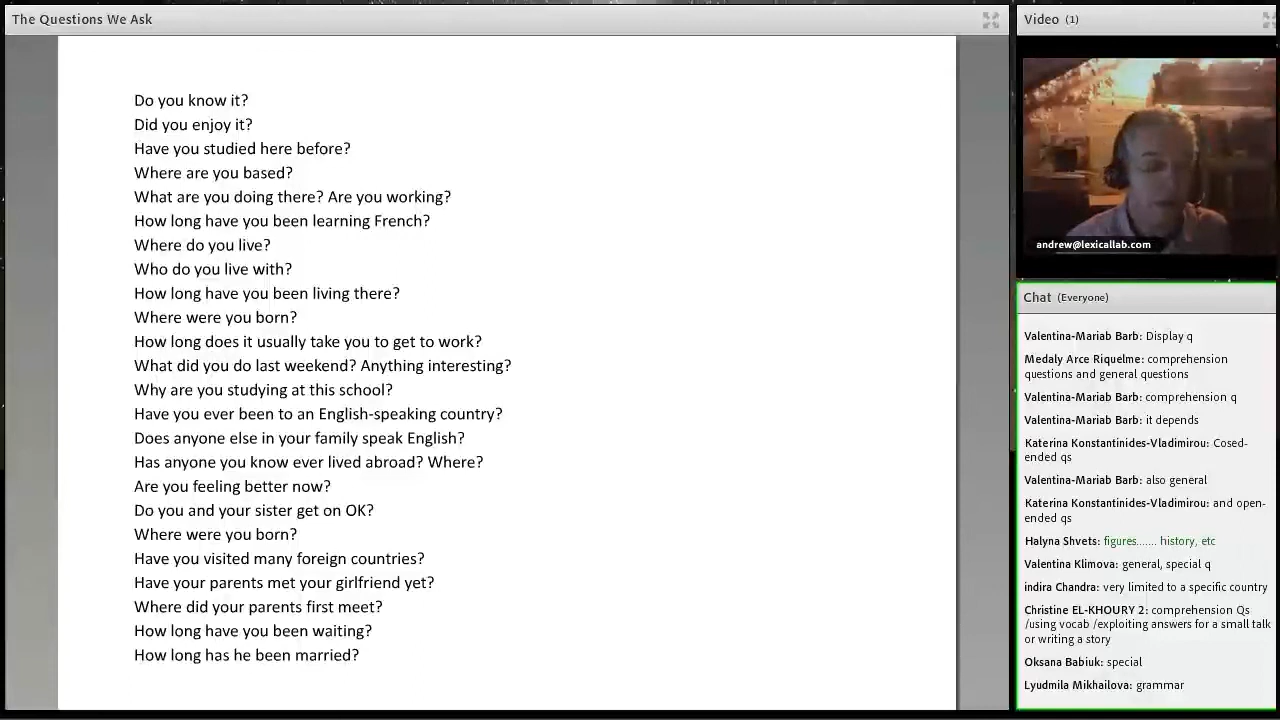 The Questions We Ask
Do you know it?
Did you enjoy it?
Have you studied here before?
Where are you based?
What are you doing there? Are you working?
How long have you been learning French?
Where do you live?
Who do you live with?
How long have you been living there?
Where were you born?
How long does it usually take you to get to work?
What did you do last weekend? Anything interesting?
Why are you studying at this school?
Have you ever been to an English-speaking country?
Does anyone else in your family speak English?
Has anyone you know ever lived abroad? Where?
Are you feeling better now?
Do you and your sister get on OK?
Where were you born?
Have you visited many foreign countries?
Have your parents met your girlfriend yet?
Where did your parents first meet?
How long have you been waiting?
How long has he been married?
Video (1)
andrew@lexicallab.com
Chat (Everyone)
Valentina-Mariab Barb: Display q
Medaly Arce Riquelme: comprehension
questions and general questions
Valentina-Mariab Barb: comprehension q
Valentina-Mariab Barb: it depends
Katerina Konstantinides-Vladimirou: Cosed-
ended qs
Valentina-Mariab Barb: also general
Katerina Konstantinides-Vladimirou: and open-
ended qs
Halyna Shvets: figures....... history, etc
Valentina Klimova: general, special q
indira Chandra: very limited to a specific country
Christine EL-KHOURY 2: comprehension Qs
/using vocab /exploiting answers for a small talk
or writing a story
Oksana Babiuk: special
Lyudmila Mikhailova: grammar